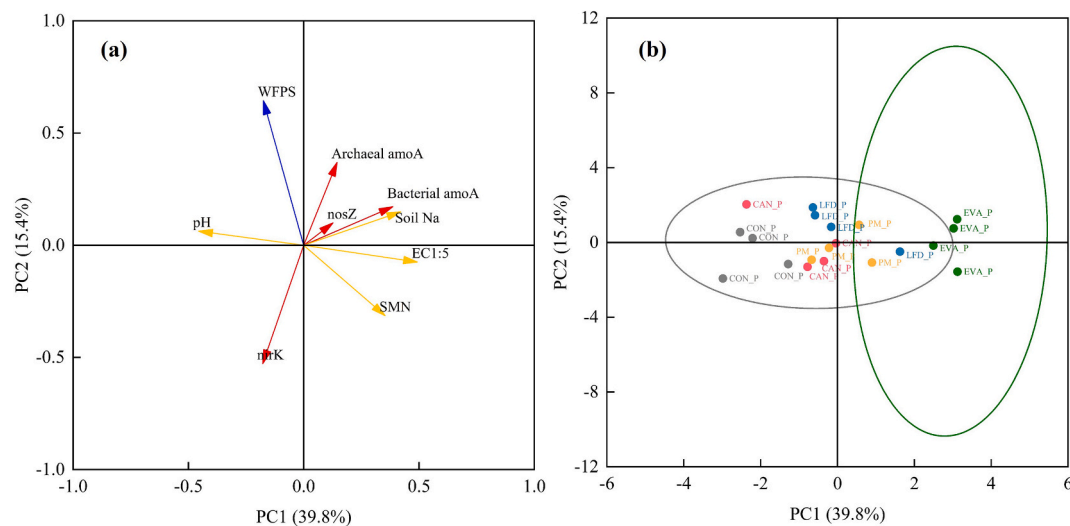 (a)
1.0
0.5
0.0
-0.5
-1.0
PC2 (15.4%)
WFPS
Archaeal amoA
Bacterial amoA
nosZ
Soil Na
pH
EC1:5
SMN
nirK
-1.0
-0.5
0.0
0.5
1.0
PC1 (39.8%)
(b)
12
8
4
0
-4
-8
-12
PC2 (15.4%)
CAN_P
LFD_P
LFD_P
LFD_P
PM_P
EVA_P
EVA_P
CON_P
CON_P
CAN_P
EVA_P
PM_P
PM_P
LFD_P
CON_P
CAN_P
PM_P
CON_P
CAN_P
EVA_P
-6
-4
-2
0
2
4
6
PC1 (39.8%)